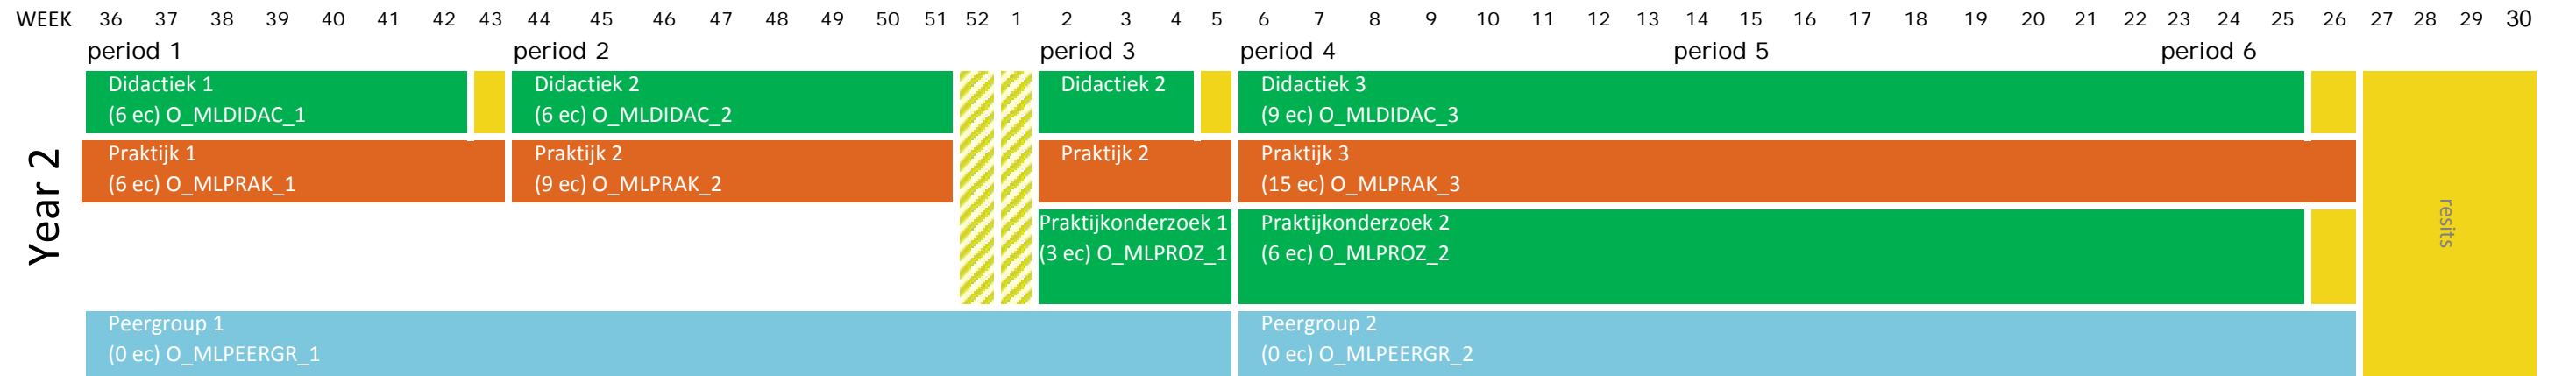 WEEK 36 37 38 39 40 41 42 43 44 45 46 47 48 49 50 51 52 1 2 3 4 5 6 7 8 9 10 11 12 13 14 15 16 17 18 19 20 21 22 23 24 25 26 27 28 29 30
period 1 period 2 period 3 period 4 period 5 period 6
Year 2
Didactiek 1
(6 ec) O_MLDIDAC_1
Didactiek 2
(6 ec) O_MLDIDAC_2
Didactiek 2
Didactiek 3
(9 ec) O_MLDIDAC_3
Praktijk 1
(6 ec) O_MLPRAK_1
Praktijk 2
(9 ec) O_MLPRAK_2
Praktijk 2
Praktijk 3
(15 ec) O_MLPRAK_3
Praktijkonderzoek 1
(3 ec) O_MLPROZ_1
Praktijkonderzoek 2
(6 ec) O_MLPROZ_2
Peergroup 1
(0 ec) O_MLPEERGR_1
Peergroup 2
(0 ec) O_MLPEERGR_2
resits